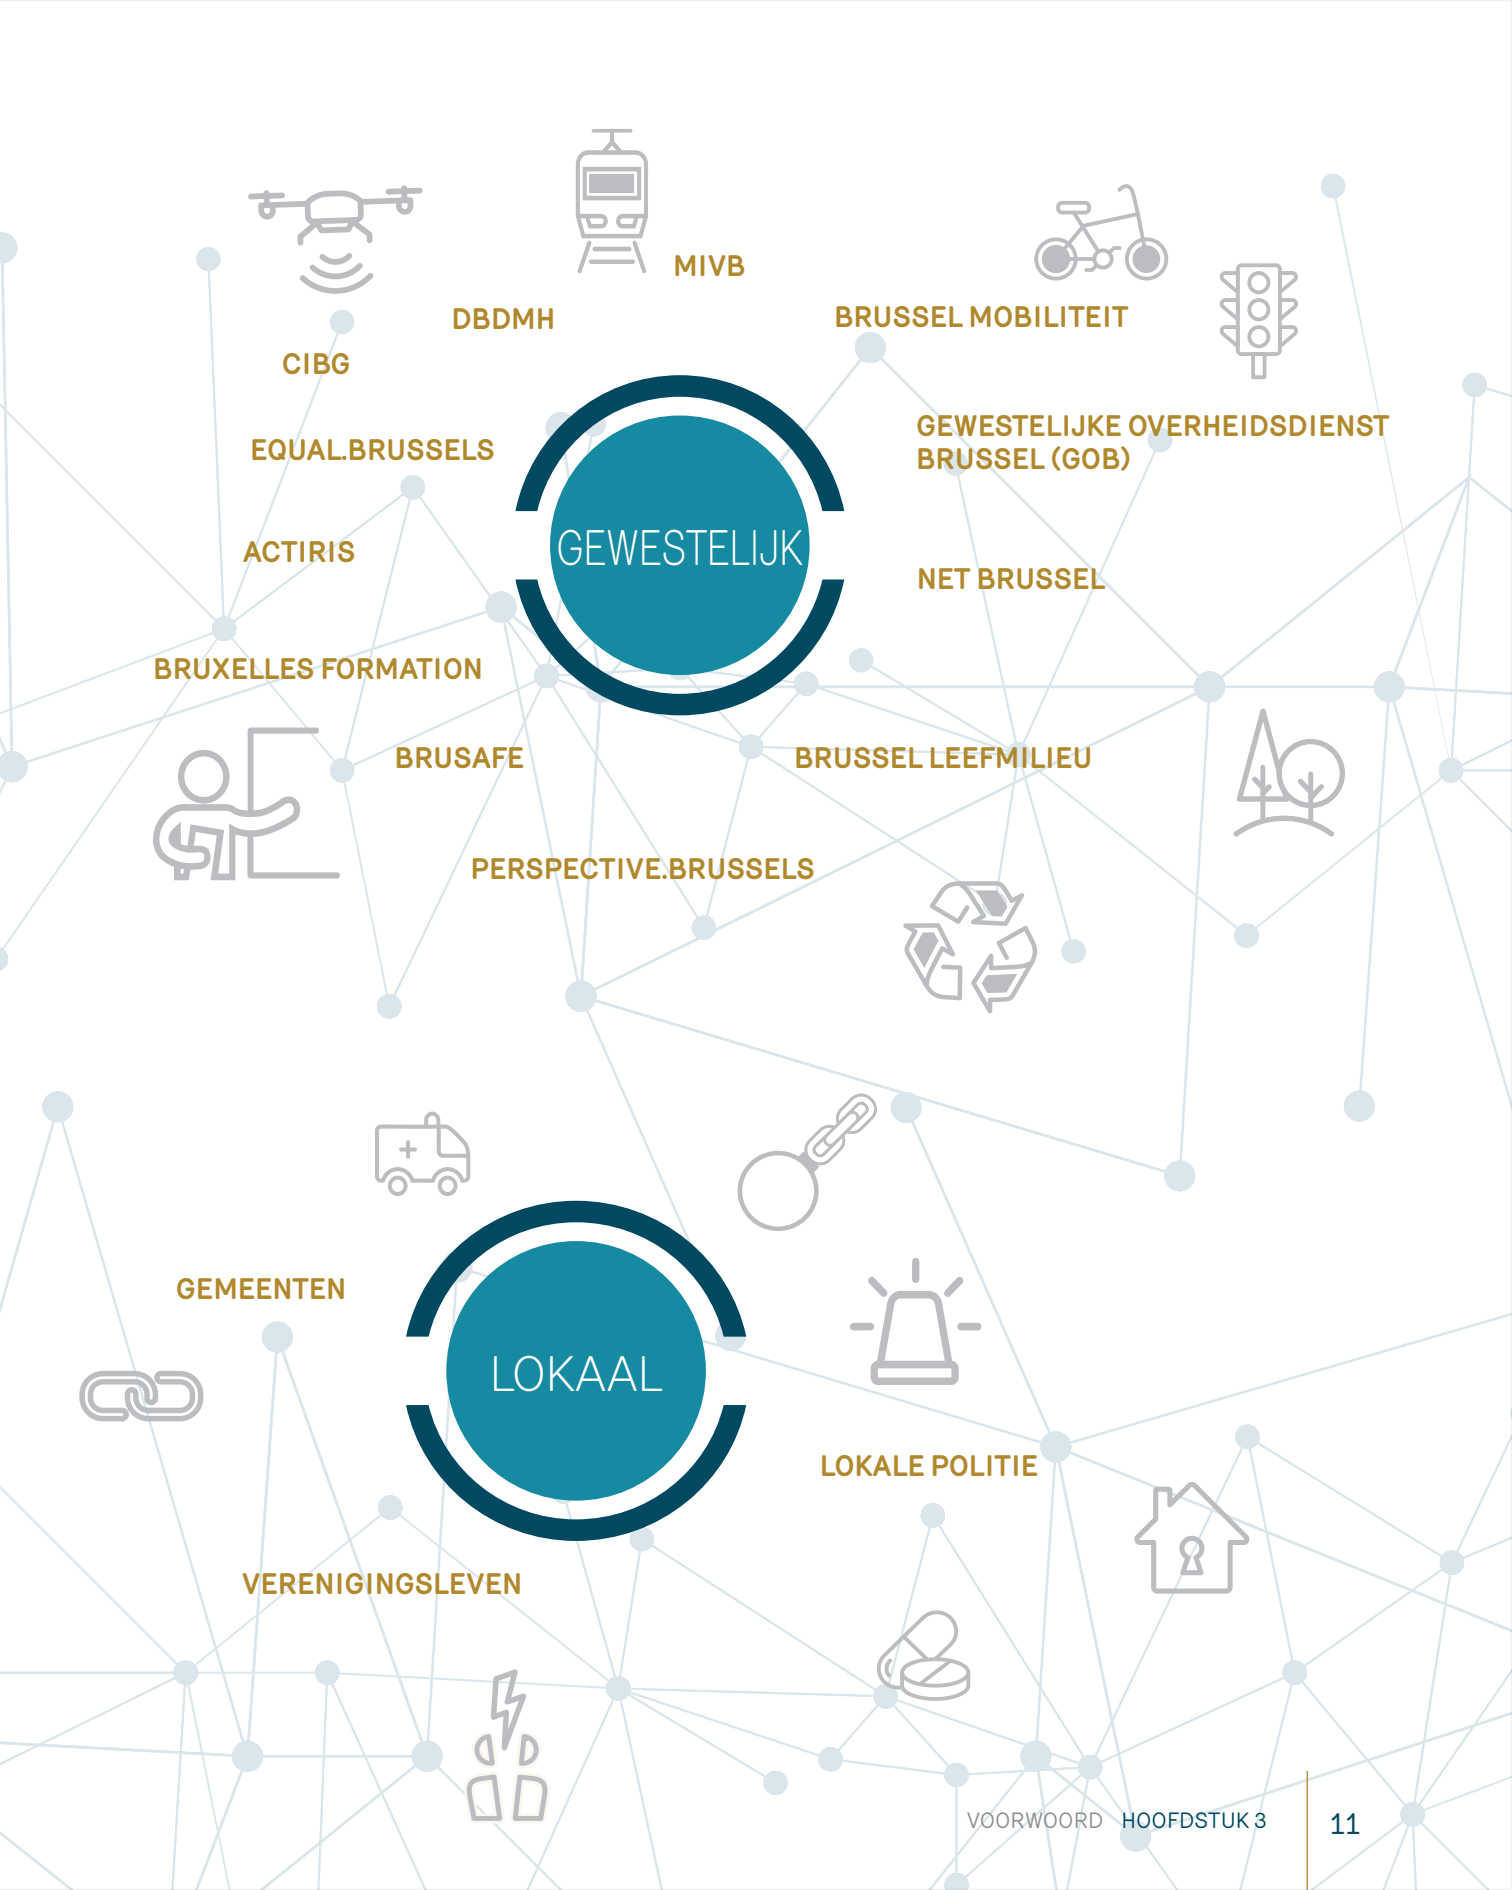 MIVB
DBDMH
BRUSSEL MOBILITEIT
CIBG
GEWESTELIJKE OVERHEIDSDIENST
BRUSSEL (GOB)
EQUAL.BRUSSELS
GEWESTELIJK
ACTIRIS
NET BRUSSEL
BRUXELLES FORMATION
BRUSAFE
BRUSSEL LEEFMILIEU
PERSPECTIVE.BRUSSELS
GEMEENTEN
LOKAAL
LOKALE POLITIE
VERENIGINGSLEVEN
VOORWOORD HOOFDSTUK 3 11